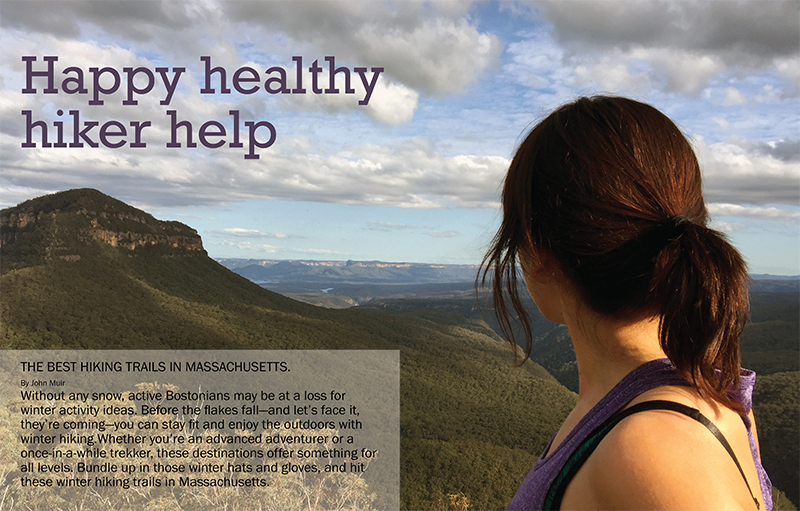 Happy healthy
hiker help
THE BEST HIKING TRAILS IN MASSACHUSETTS.
By John Muir
Without any snow, active Bostonians may be at a loss for
winter activity ideas. Before the flakes fall—and let's face it,
they're coming—you can stay fit and enjoy the outdoors with
winter hiking.Whether you're an advanced adventurer or a
once-in-a-while trekker, these destinations offer something for
all levels. Bundle up in those winter hats and gloves, and hit
these winter hiking trails in Massachusetts.